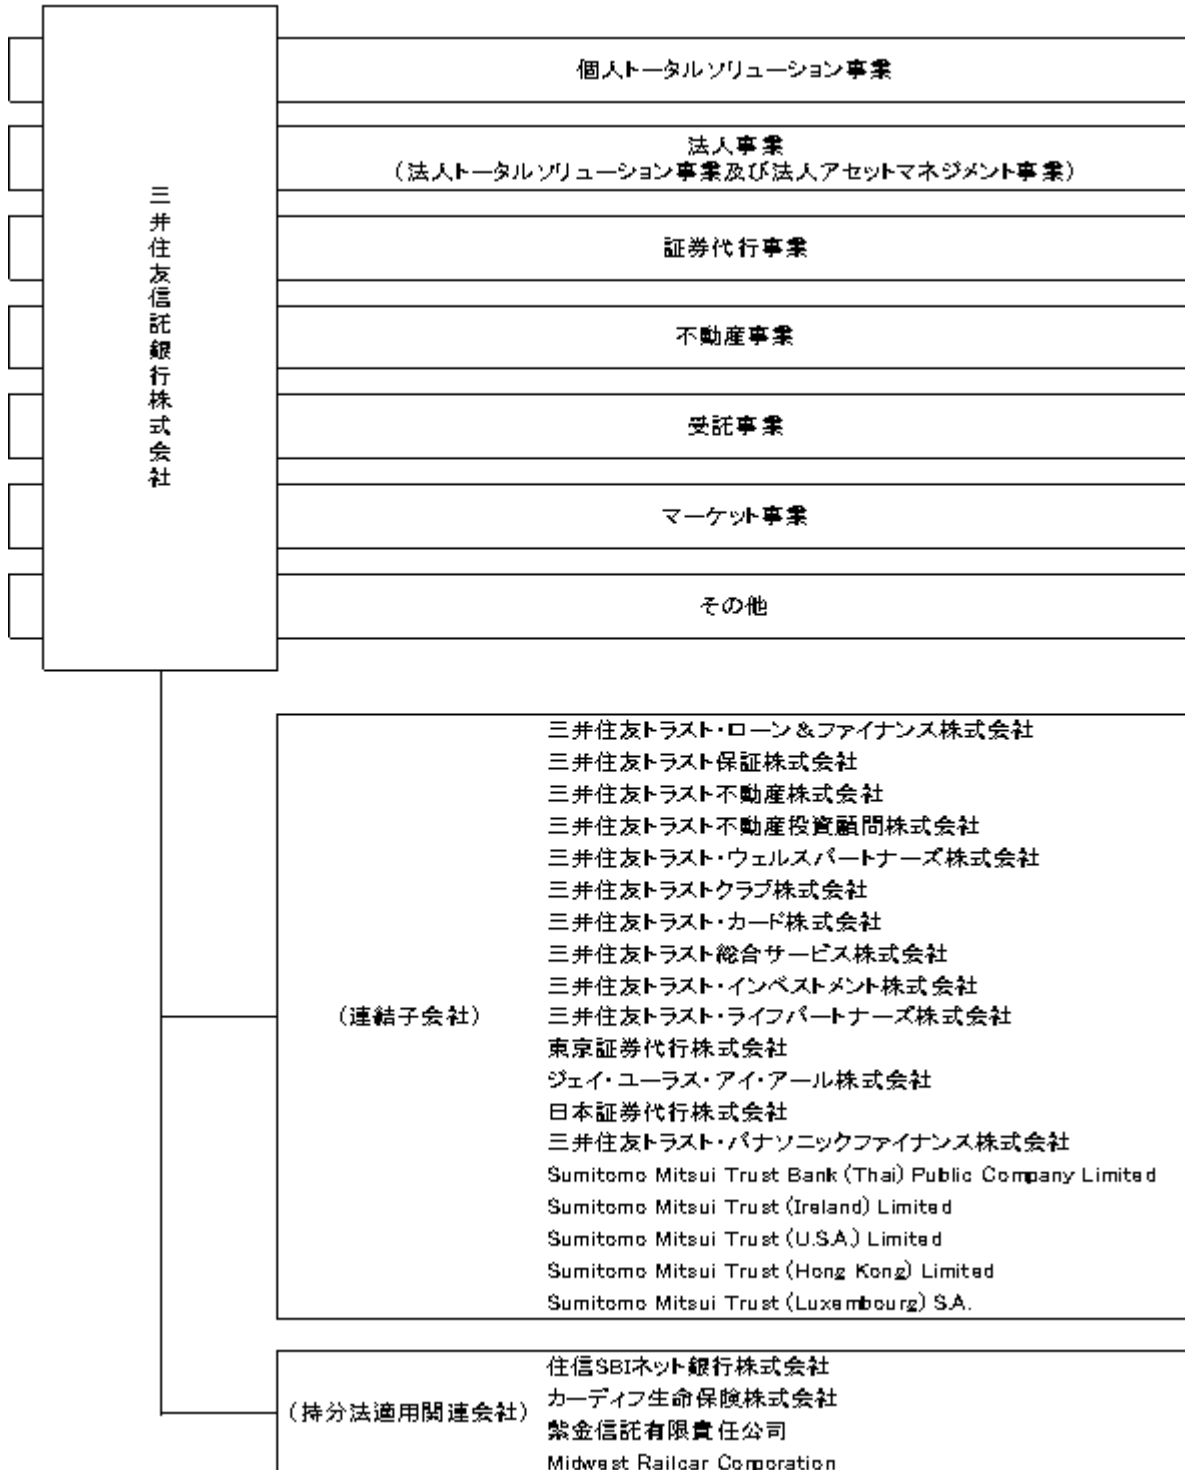 三井住友信託銀行株式会社
個人トータルソリューション事業
法人事業
(法人トータルソリューション事業及び法人アセットマネジメント事業)
証券代行事業
不動産事業
受託事業
マーケット事業
その他
(連結子会社)
三井住友トラスト・ローン&ファイナンス株式会社
三井住友トラスト保証株式会社
三井住友トラスト不動産株式会社
三井住友トラスト不動産投資顧問株式会社
三井住友トラスト・ウェルスパートナーズ株式会社
三井住友トラストクラブ株式会社
三井住友トラスト・カード株式会社
三井住友トラスト総合サービス株式会社
三井住友トラスト・インベストメント株式会社
三井住友トラスト・ライフパートナーズ株式会社
東京証券代行株式会社
ジェイ・ユーラス・アイ・アール株式会社
日本証券代行株式会社
三井住友トラスト・パナソニックファイナンス株式会社
Sumitomo Mitsui Trust Bank (Thai) Public Company Limited
Sumitomo Mitsui Trust (Ireland) Limited
Sumitomo Mitsui Trust (U.S.A.) Limited
Sumitomo Mitsui Trust (Hong Kong) Limited
Sumitomo Mitsui Trust (Luxembourg) S.A.
(持分法適用関連会社)
住信SBIネット銀行株式会社
カーディフ生命保険株式会社
紫金信託有限責任公司
Midwest Railcar Corporation